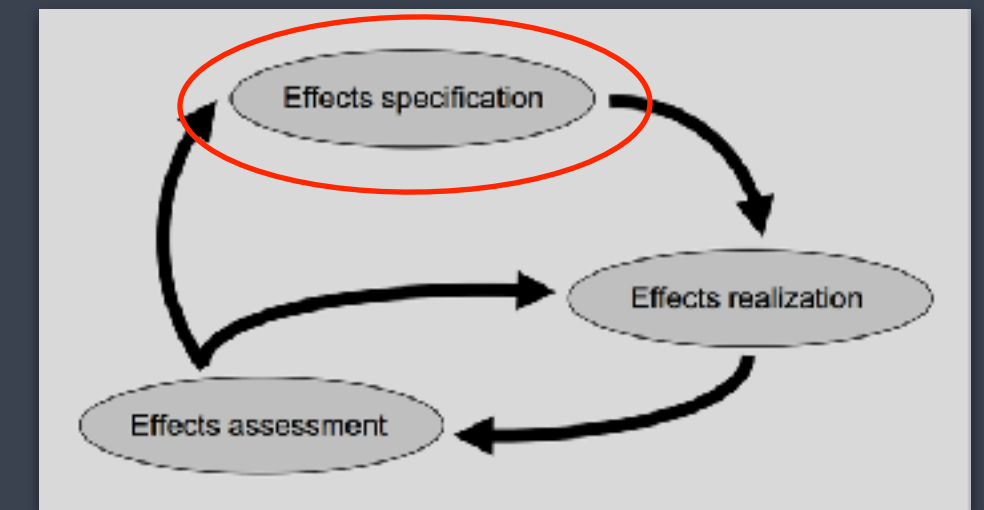 Effects specification
Effects realization
Effects assessment